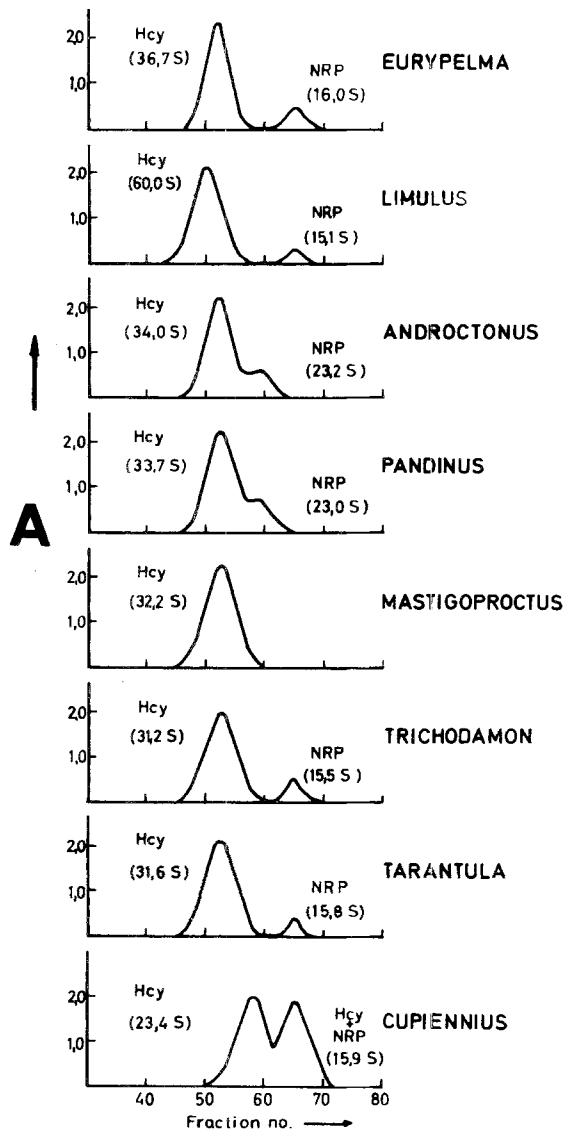 Hcy
2,0
(36,7 S)
NRP
EURYPELMA
1,0
(16,0 S)
Hcy
2,0
(60,0 S)
NRP
LIMULUS
1,0
(15,1 S)
Hcy
2,0
(34,0 S)
NRP
ANDROCTONUS
1,0
(23,2 S)
Hcy
2,0
(33,7 S)
NRP
PANDINUS
1,0
(23,0 S)
A
Hcy
2,0
(32,2 S)
MASTIGOPROCTUS
1,0
Hcy
2,0
(31,2 S)
NRP
TRICHODAMON
1,0
(15,5 S)
Hcy
2,0
(31,6 S)
NRP
TARANTULA
1,0
(15,8 S)
Hcy
2,0
(23,4 S)
Hcy
NRP
CUPIENNIUS
1,0
(15,9 S)
40 50 60 70 80
Fraction no.